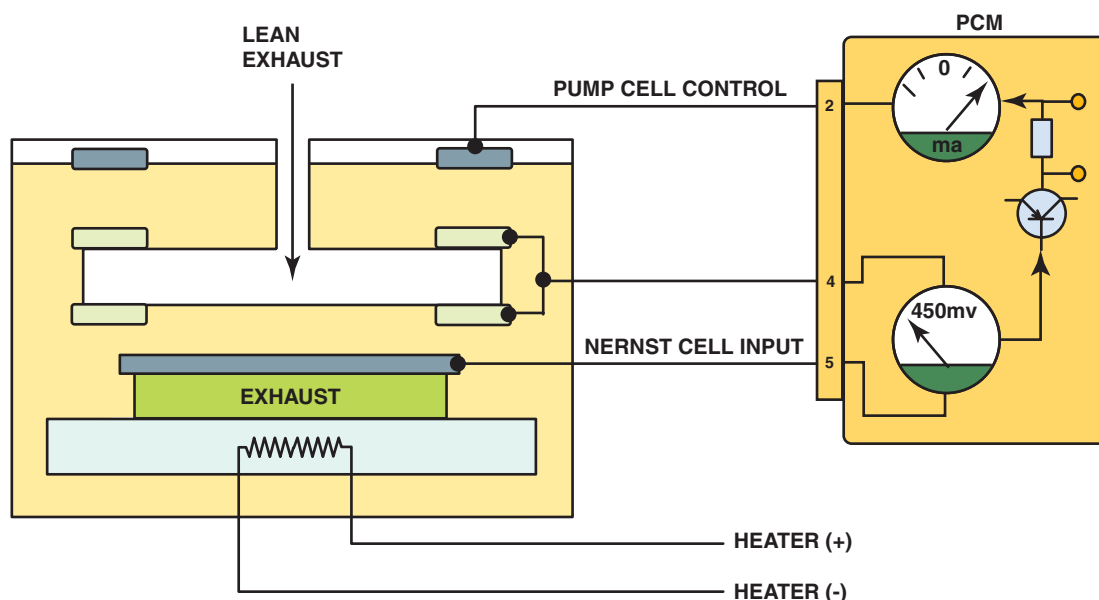 LEAN
EXHAUST
PCM
PUMP CELL CONTROL
2
0
ma
4
450mv
NERNST CELL INPUT
5
EXHAUST
HEATER (+)
HEATER (-)